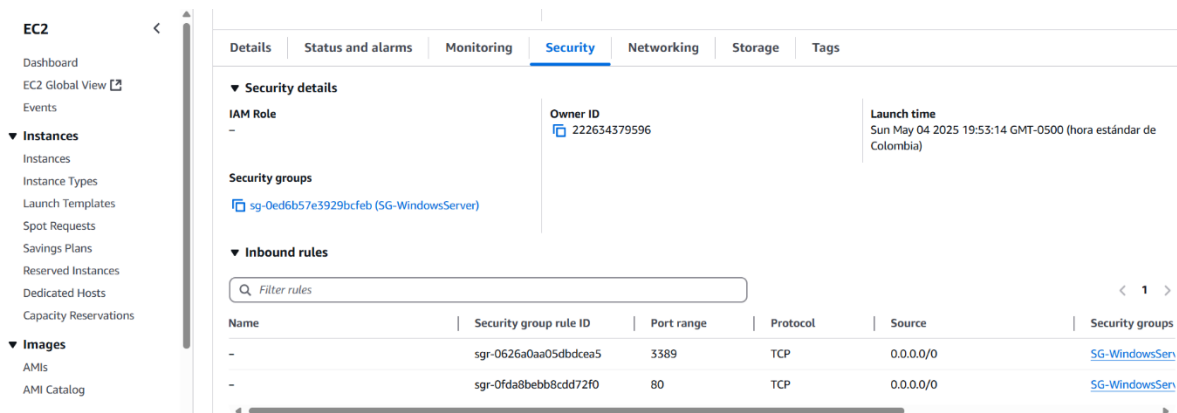 EC2
Dashboard
EC2 Global View
Events
Instances
Instances
Instance Types
Launch Templates
Spot Requests
Savings Plans
Reserved Instances
Dedicated Hosts
Capacity Reservations
Images
AMIs
AMI Catalog
Details Status and alarms Monitoring Security Networking Storage Tags
Security details
IAM Role
–
Owner ID
222634379596
Launch time
Sun May 04 2025 19:53:14 GMT-0500 (hora estándar de
Colombia)
Security groups
sg-0ed6b57e3929bcfeb (SG-WindowsServer)
Inbound rules
Filter rules
1
Name Security group rule ID Port range Protocol Source Security groups
– sgr-0626a0aa05dbdcea5 3389 TCP 0.0.0.0/0 SG-WindowsSer
– sgr-0fda8bebb8cdd72f0 80 TCP 0.0.0.0/0 SG-WindowsSer